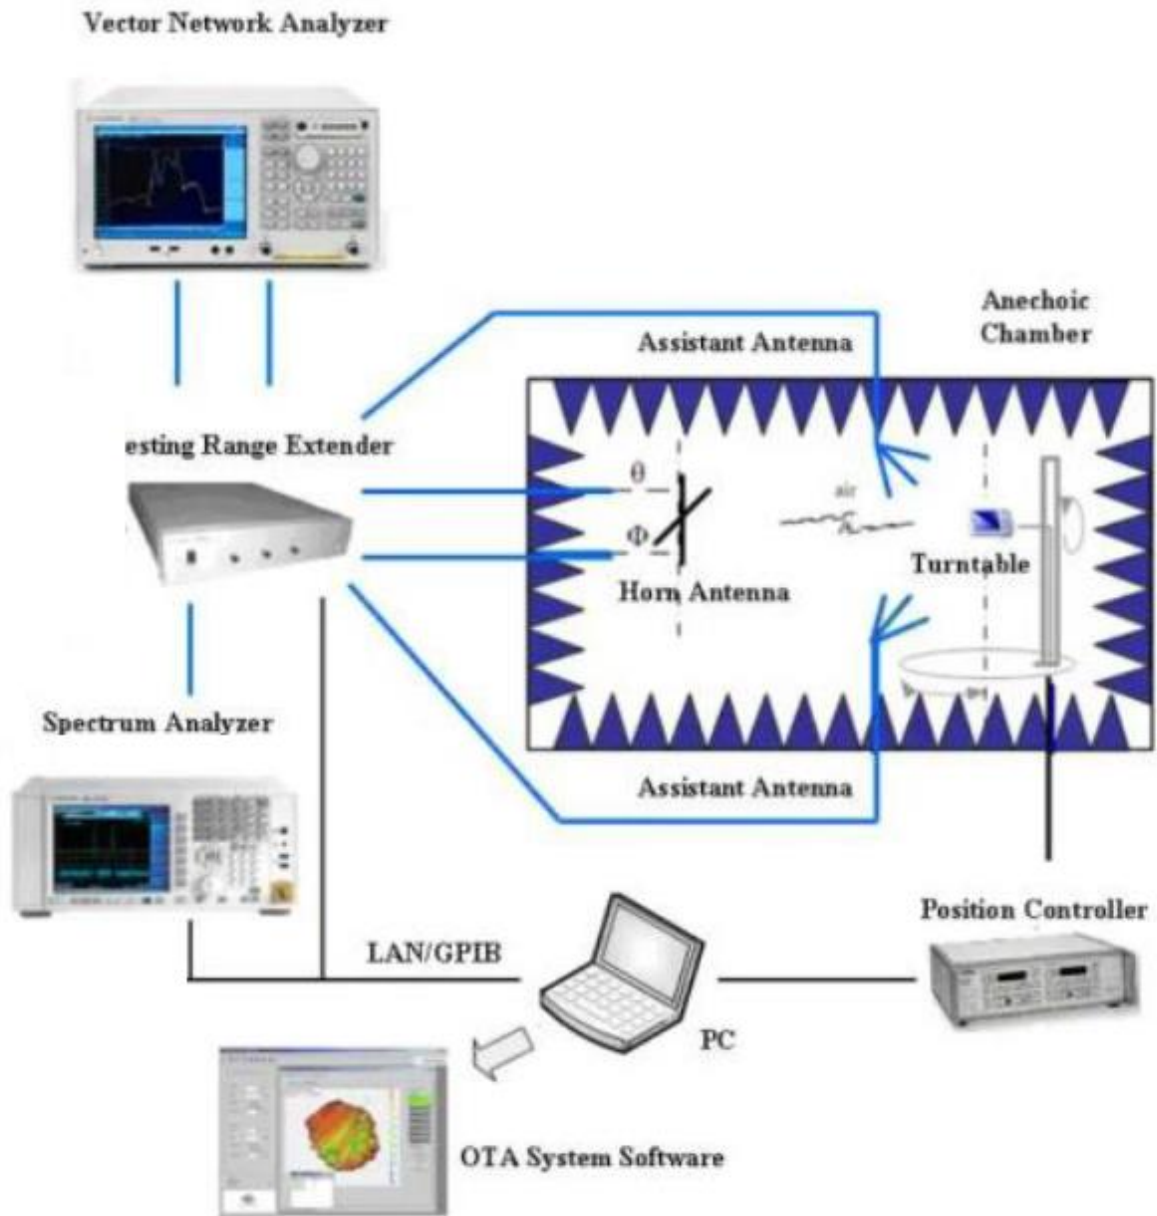 Vector Network Analyzer
Anechoic
Chamber
Assistant Antenna
esting Range Extender
θ
air
Φ
Turntable
Horn Antenna
Spectrum Analyzer
Assistant Antenna
Position Controller
LAN/GPIB
PC
OTA System Software